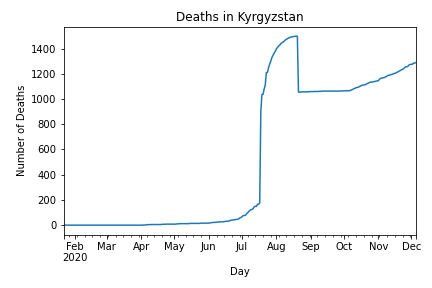 Deaths in Kyrgyzstan
1400
1200
1000
800
600
400
200
0
Number of Deaths
Feb Mar Apr May Jun Jul Aug Sep Oct Nov Dec
2020
Day